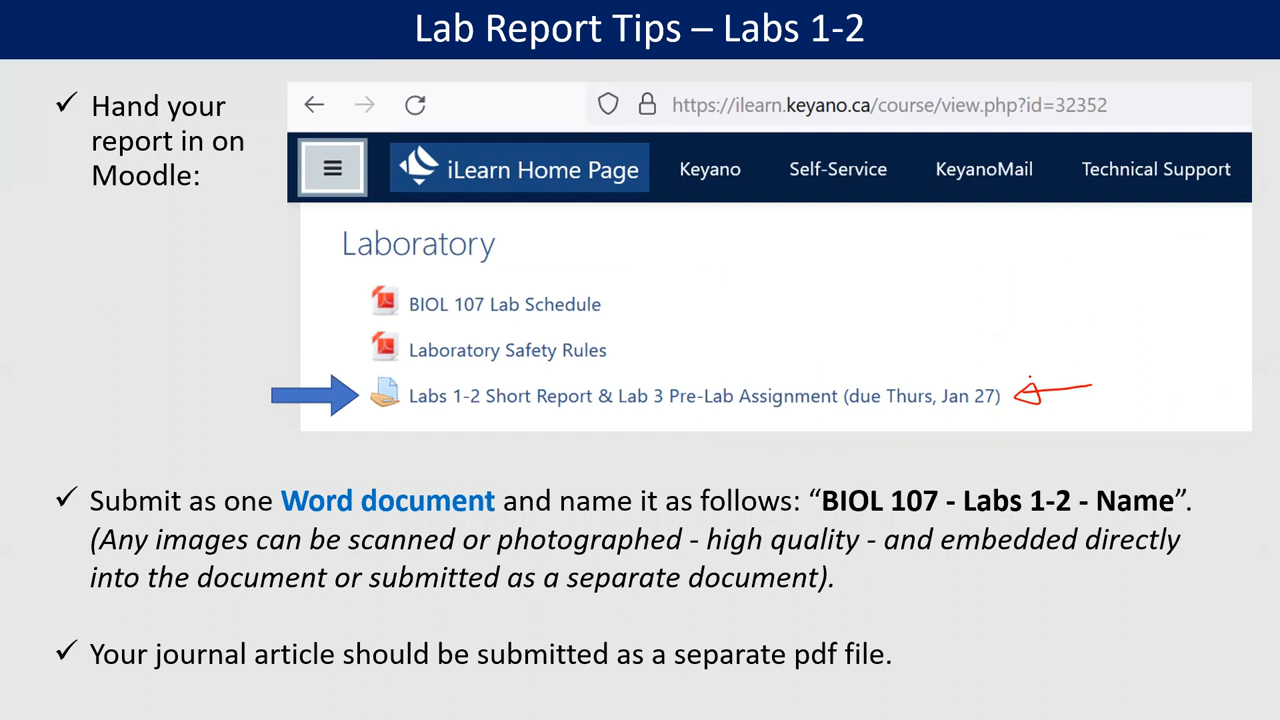 Lab Report Tips – Labs 1-2
✓ Hand your
report in on
Moodle:
https://ilearn.keyano.ca/course/view.php?id=32352
iLearn Home Page Keyano Self-Service KeyanoMail Technical Support
Laboratory
BIOL 107 Lab Schedule
Laboratory Safety Rules
Labs 1-2 Short Report & Lab 3 Pre-Lab Assignment (due Thurs, Jan 27)
✓ Submit as one Word document and name it as follows: “BIOL 107 - Labs 1-2 - Name”.
(Any images can be scanned or photographed - high quality - and embedded directly
into the document or submitted as a separate document).
✓ Your journal article should be submitted as a separate pdf file.